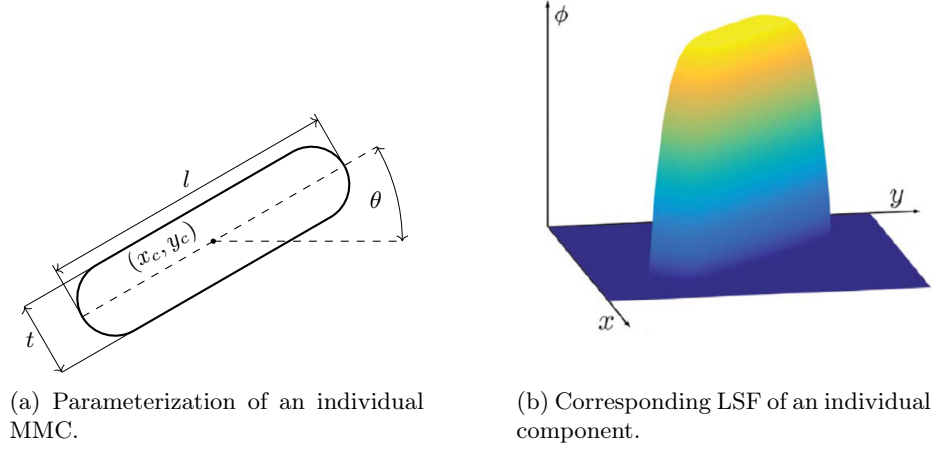 l
θ
(x_c, y_c)
t
ϕ
y
x
(a) Parameterization of an individual
MMC.
(b) Corresponding LSF of an individual
component.